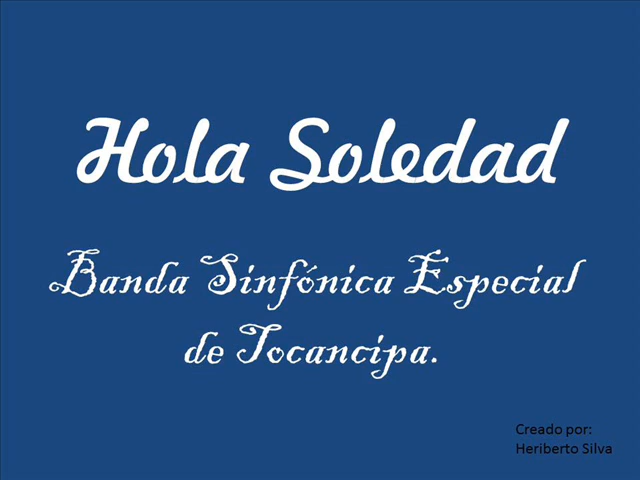 Hola Soledad
Banda Sinfónica Especial
de Tocancipa.
Creado por:
Heriberto Silva